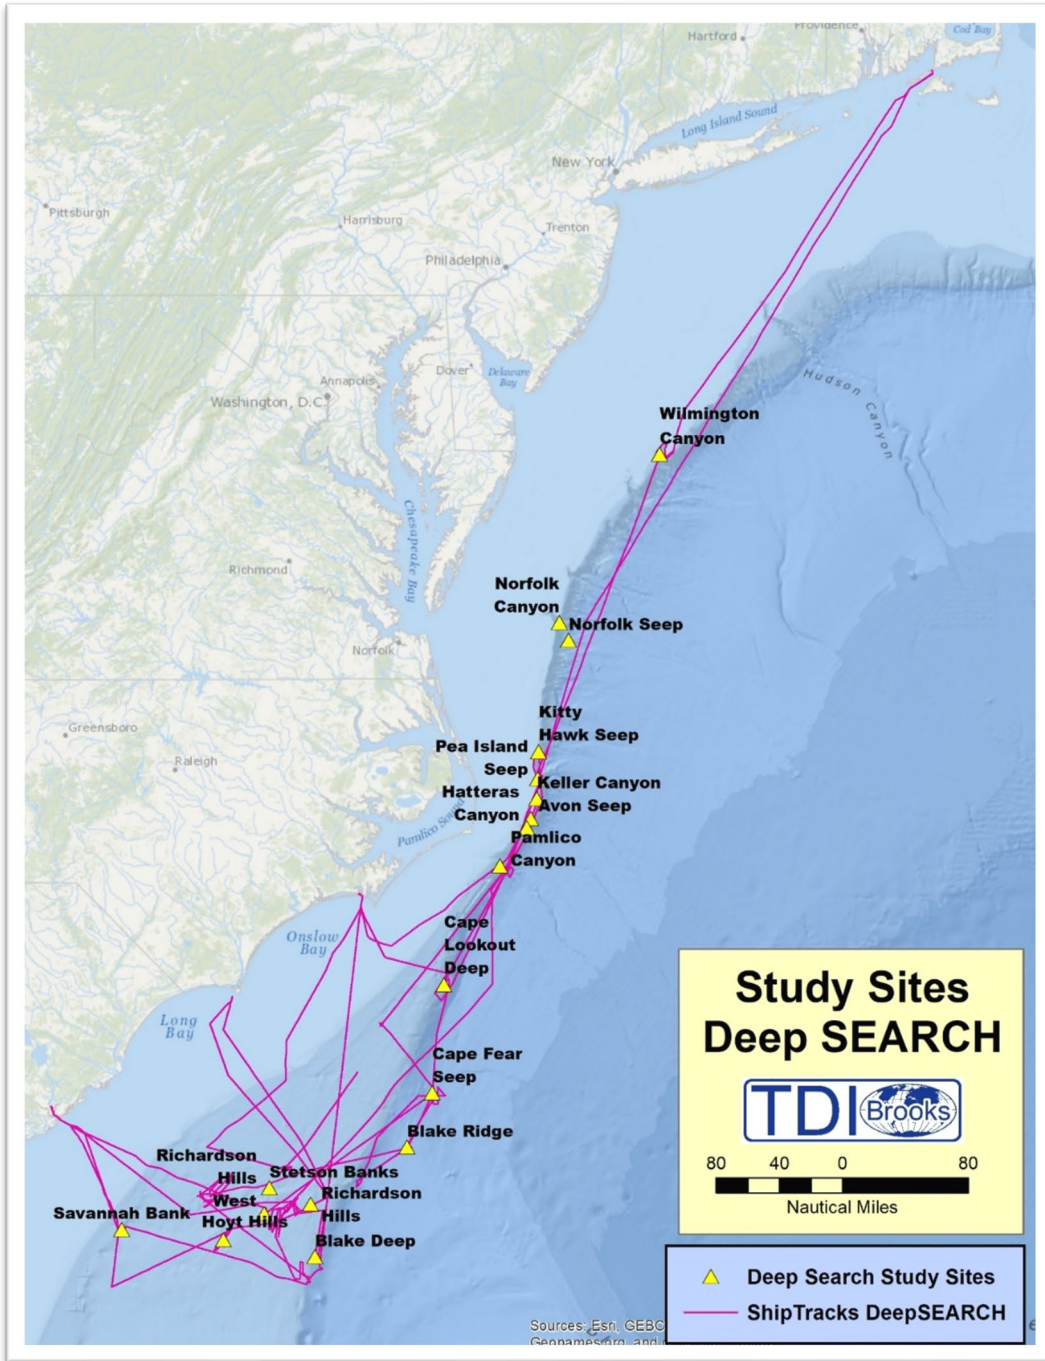 Providence
Cod Bay
Hartford
Long Island Sound
New York
Pittsburgh
Harrisburg
Trenton
Philadelphia
Hudson Canyon
Dover
Delaware
Bay
Annapolis
Washington, D.C.
Wilmington
Canyon
Chesapeake Bay
Richmond
Norfolk
Canyon
Norfolk Seep
Norfolk
Kitty
Hawk Seep
Greensboro
Raleigh
Pea Island
Seep
Keller Canyon
Hatteras
Canyon
Avon Seep
Pamlico Sound
Pamlico
Canyon
Cape
Lookout
Deep
Onslow
Bay
Long
Bay
Cape Fear
Seep
Blake Ridge
Richardson
Hills
West
Stetson Banks
Richardson
Hills
Savannah Bank
Hoyt Hills
Blake Deep
Study Sites
Deep SEARCH
TDI Brooks
80 40 0 80
Nautical Miles
Deep Search Study Sites
ShipTracks DeepSEARCH
Sources: Esri, GEBC
Geonames.org, and